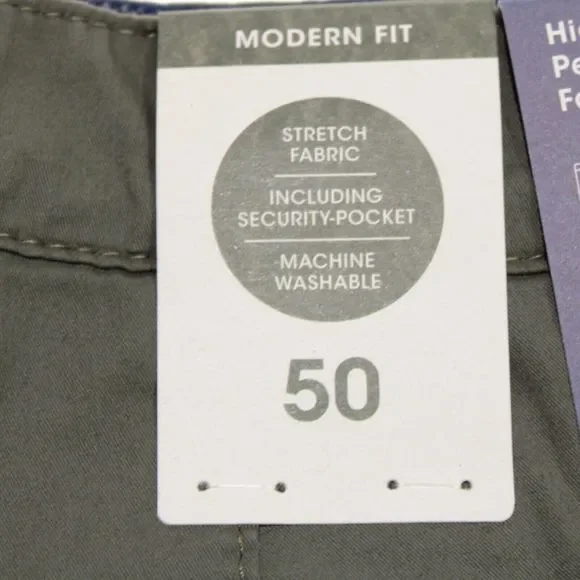 MODERN FIT
STRETCH
FABRIC
INCLUDING
SECURITY-POCKET
MACHINE
WASHABLE
50